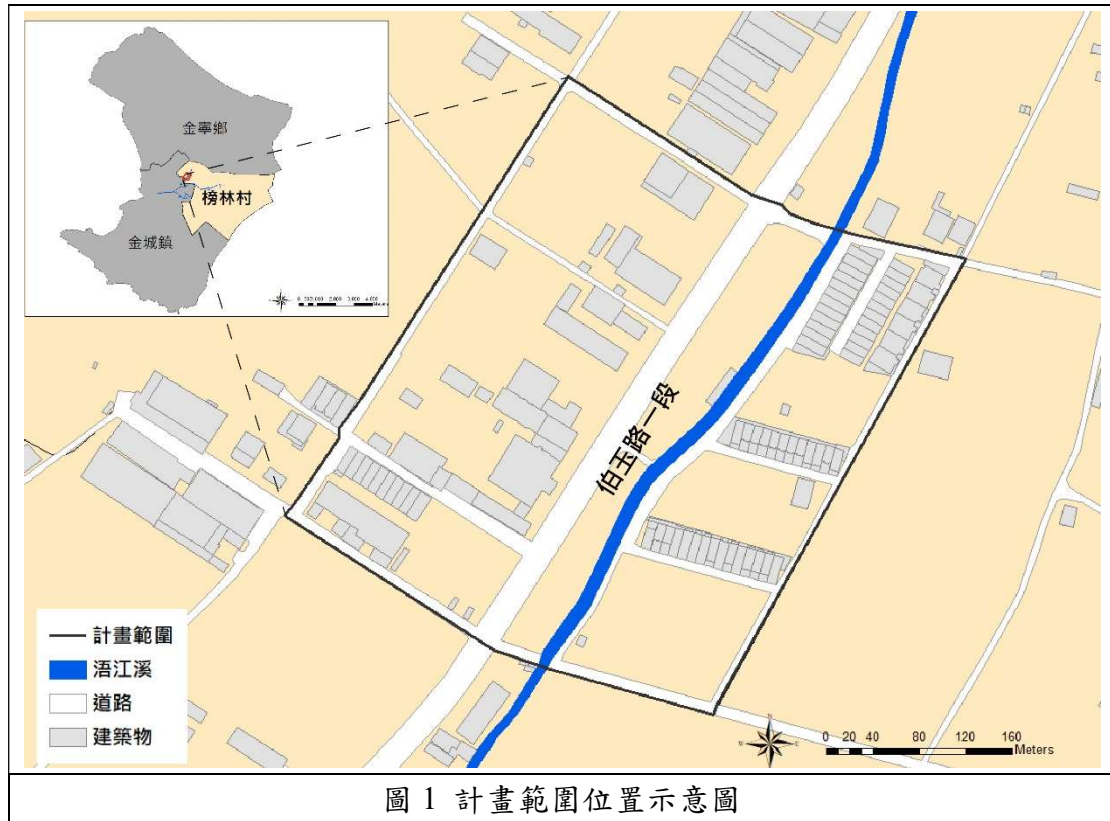 金寧鄉
榜林村
金城鎮
伯玉路一段
計畫範圍
浯江溪
道路
建築物
N
W
E
0 20 40 80 120 160
Meters
圖 1 計畫範圍位置示意圖